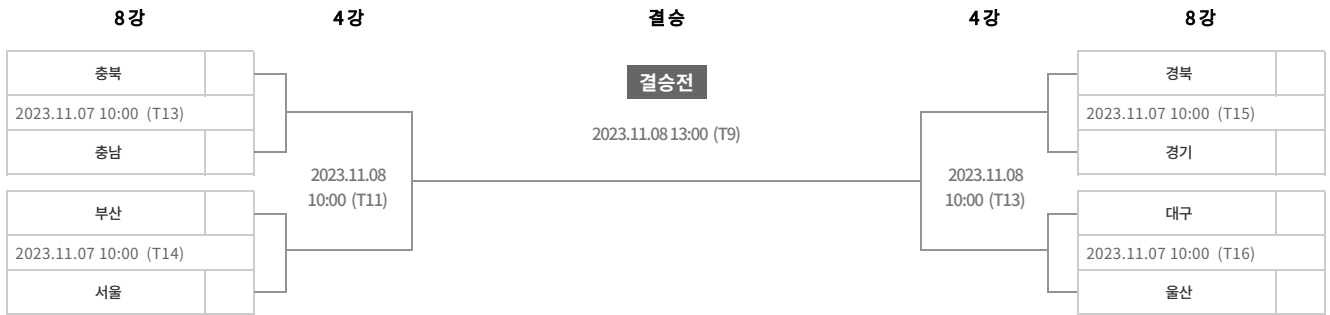 8강 4강 결승 4강 8강
충북
2023.11.07 10:00 (T13)
충남
부산
2023.11.07 10:00 (T14)
서울
2023.11.08
10:00 (T11)
결승전
2023.11.08 13:00 (T9)
2023.11.08
10:00 (T13)
경북
2023.11.07 10:00 (T15)
경기
대구
2023.11.07 10:00 (T16)
울산